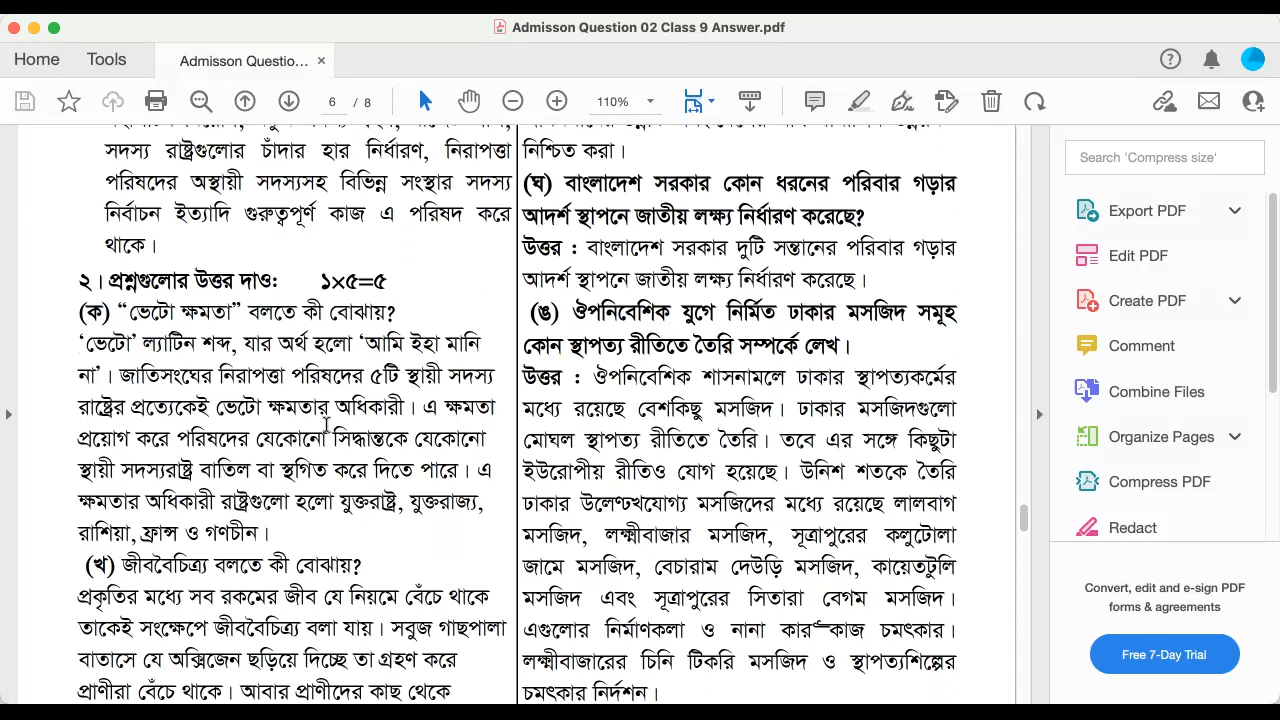 Admisson Question 02 Class 9 Answer.pdf
Home
Tools
Admissing Questio...
6 / 8
110%
সদস্য রাষ্ট্রগুলোর চাঁদার হার নির্ধারণ, নিরাপত্তা
পরিষদের অস্থায়ী সদস্যসহ বিভিন্ন সংস্থার সদস্য
নির্বাচন ইত্যাদি গুরুত্বপূর্ণ কাজ এ পরিষদ করে
থাকে।
২। প্রশ্নগুলোর উত্তর দাও: ১×৫=৫
(ক) “ভেটো ক্ষমতা” বলতে কী বোঝায়?
‘ভেটো’ ল্যাটিন শব্দ, যার অর্থ হলো ‘আমি ইহা মানি
না’। জাতিসংঘের নিরাপত্তা পরিষদের ৫টি স্থায়ী সদস্য
রাষ্ট্রের প্রত্যেকেই ভেটো ক্ষমতার অধিকারী। এ ক্ষমতা
প্রয়োগ করে পরিষদের যেকোনো সিদ্ধান্তকে যেকোনো
স্থায়ী সদস্যরাষ্ট্র বাতিল বা স্থগিত করে দিতে পারে। এ
ক্ষমতার অধিকারী রাষ্ট্রগুলো হলো যুক্তরাষ্ট্র, যুক্তরাজ্য,
রাশিয়া, ফ্রান্স ও গণচীন।
(খ) জীববৈচিত্র্য বলতে কী বোঝায়?
প্রকৃতির মধ্যে সব রকমের জীব যে নিয়মে বেঁচে থাকে
তাকেই সংক্ষেপে জীববৈচিত্র্য বলা যায়। সবুজ গাছপালা
বাতাসে যে অক্সিজেন ছড়িয়ে দিচ্ছে তা গ্রহণ করে
প্রাণীরা বেঁচে থাকে। আবার প্রাণীদের কাছ থেকে
নিশ্চিত করা।
(ঘ) বাংলাদেশ সরকার কোন ধরনের পরিবার গড়ার
আদর্শ স্থাপনে জাতীয় লক্ষ্য নির্ধারণ করেছে?
উত্তর : বাংলাদেশ সরকার দুটি সন্তানের পরিবার গড়ার
আদর্শ স্থাপনে জাতীয় লক্ষ্য নির্ধারণ করেছে।
(ঙ) ঔপনিবেশিক যুগে নির্মিত ঢাকার মসজিদ সমূহ
কোন স্থাপত্য রীতিতে তৈরি সম্পর্কে লেখ।
উত্তর : ঔপনিবেশিক শাসনামলে ঢাকার স্থাপত্যকর্মের
মধ্যে রয়েছে বেশকিছু মসজিদ। ঢাকার মসজিদগুলো
মোঘল স্থাপত্য রীতিতে তৈরি। তবে এর সঙ্গে কিছুটা
ইউরোপীয় রীতিও যোগ হয়েছে। উনিশ শতকে তৈরি
ঢাকার উলেণ্ঢখযোগ্য মসজিদের মধ্যে রয়েছে লালবাগ
মসজিদ, লক্ষ্মীবাজার মসজিদ, সূত্রাপুরের কলুটোলা
জামে মসজিদ, বেচারাম দেউড়ি মসজিদ, কায়েতটুলি
মসজিদ এবং সূত্রাপুরের সিতারা বেগম মসজিদ।
এগুলোর নির্মাণকলা ও নানা কাজ চমৎকার।
লক্ষ্মীবাজারের চিনি টিকরি মসজিদ ও স্থাপত্যশিল্পের
চমৎকার নির্দর্শন।
Search 'Compress size'
Export PDF
Edit PDF
Create PDF
Comment
Combine Files
Organize Pages
Compress PDF
Redact
Convert, edit and e-sign PDF
forms & agreements
Free 7-Day Trial